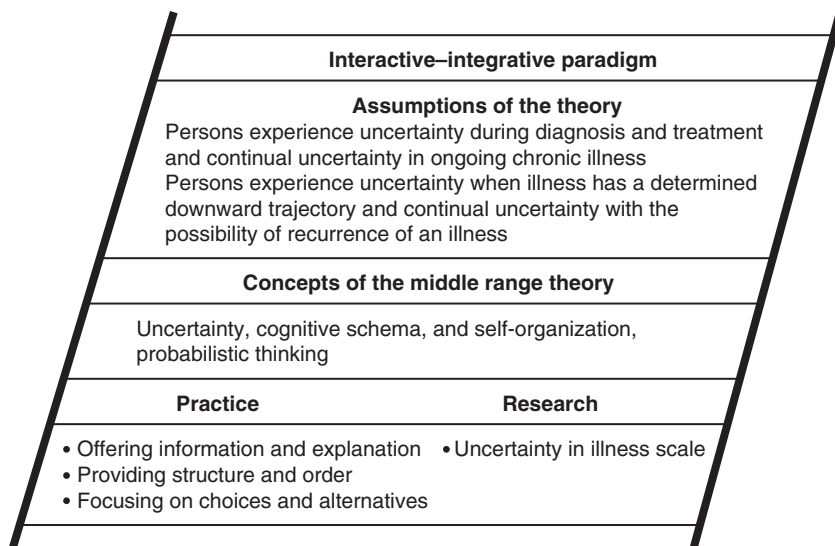 Interactive–integrative paradigm
Assumptions of the theory
Persons experience uncertainty during diagnosis and treatment
and continual uncertainty in ongoing chronic illness
Persons experience uncertainty when illness has a determined
downward trajectory and continual uncertainty with the
possibility of recurrence of an illness
Concepts of the middle range theory
Uncertainty, cognitive schema, and self-organization,
probabilistic thinking
Practice
• Offering information and explanation
• Providing structure and order
• Focusing on choices and alternatives
Research
• Uncertainty in illness scale